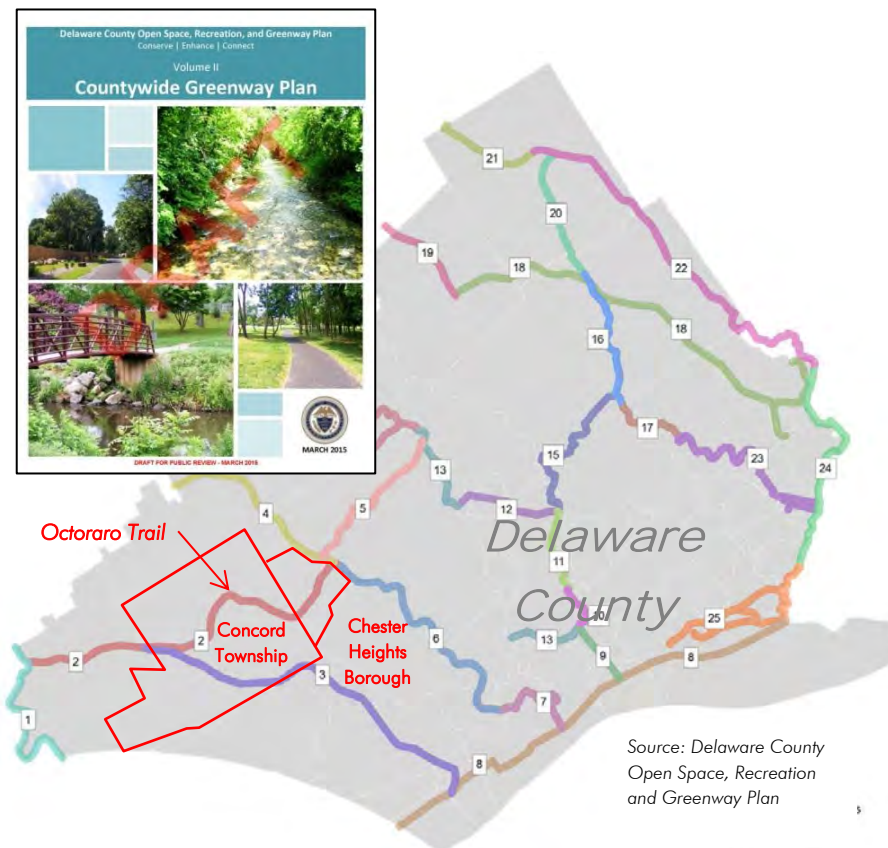 Delaware County Open Space, Recreation, and Greenway Plan
Conserve | Enhance | Connect
Volume II
Countywide Greenway Plan
DRAFT
MARCH 2015
DRAFT FOR PUBLIC REVIEW - MARCH 2015
21
20
19
18
22
16
18
17
15
23
24
13
12
5
4
Octoraro Trail
Delaware
County
11
10
13
9
25
8
2
Concord
Township
2
Chester
Heights
Borough
6
3
7
1
8
Source: Delaware County
Open Space, Recreation
and Greenway Plan
s